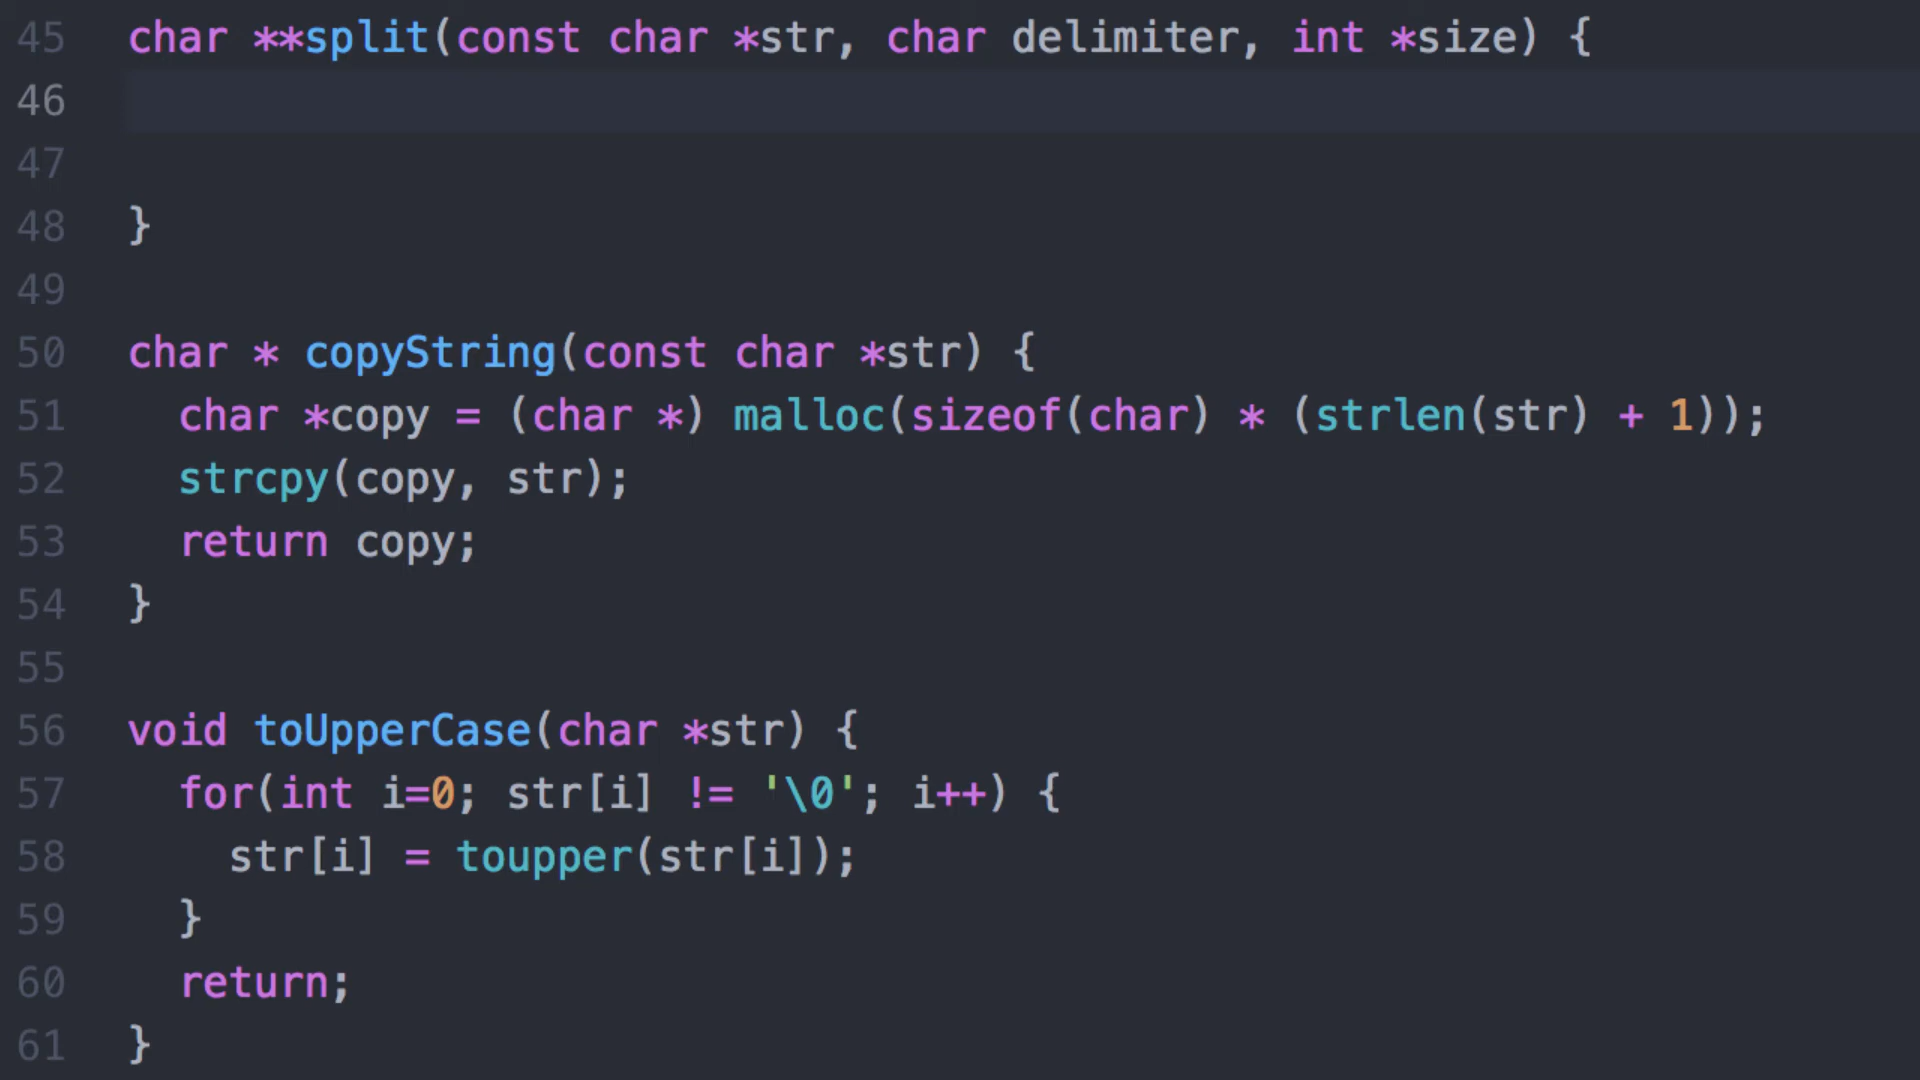 45 char **split(const char *str, char delimiter, int *size) {
46
47
48 }
49
50 char * copyString(const char *str) {
51   char *copy = (char *) malloc(sizeof(char) * (strlen(str) + 1));
52   strcpy(copy, str);
53   return copy;
54 }
55
56 void toUpperCase(char *str) {
57   for(int i=0; str[i] != '\0'; i++) {
58     str[i] = toupper(str[i]);
59   }
60   return;
61 }